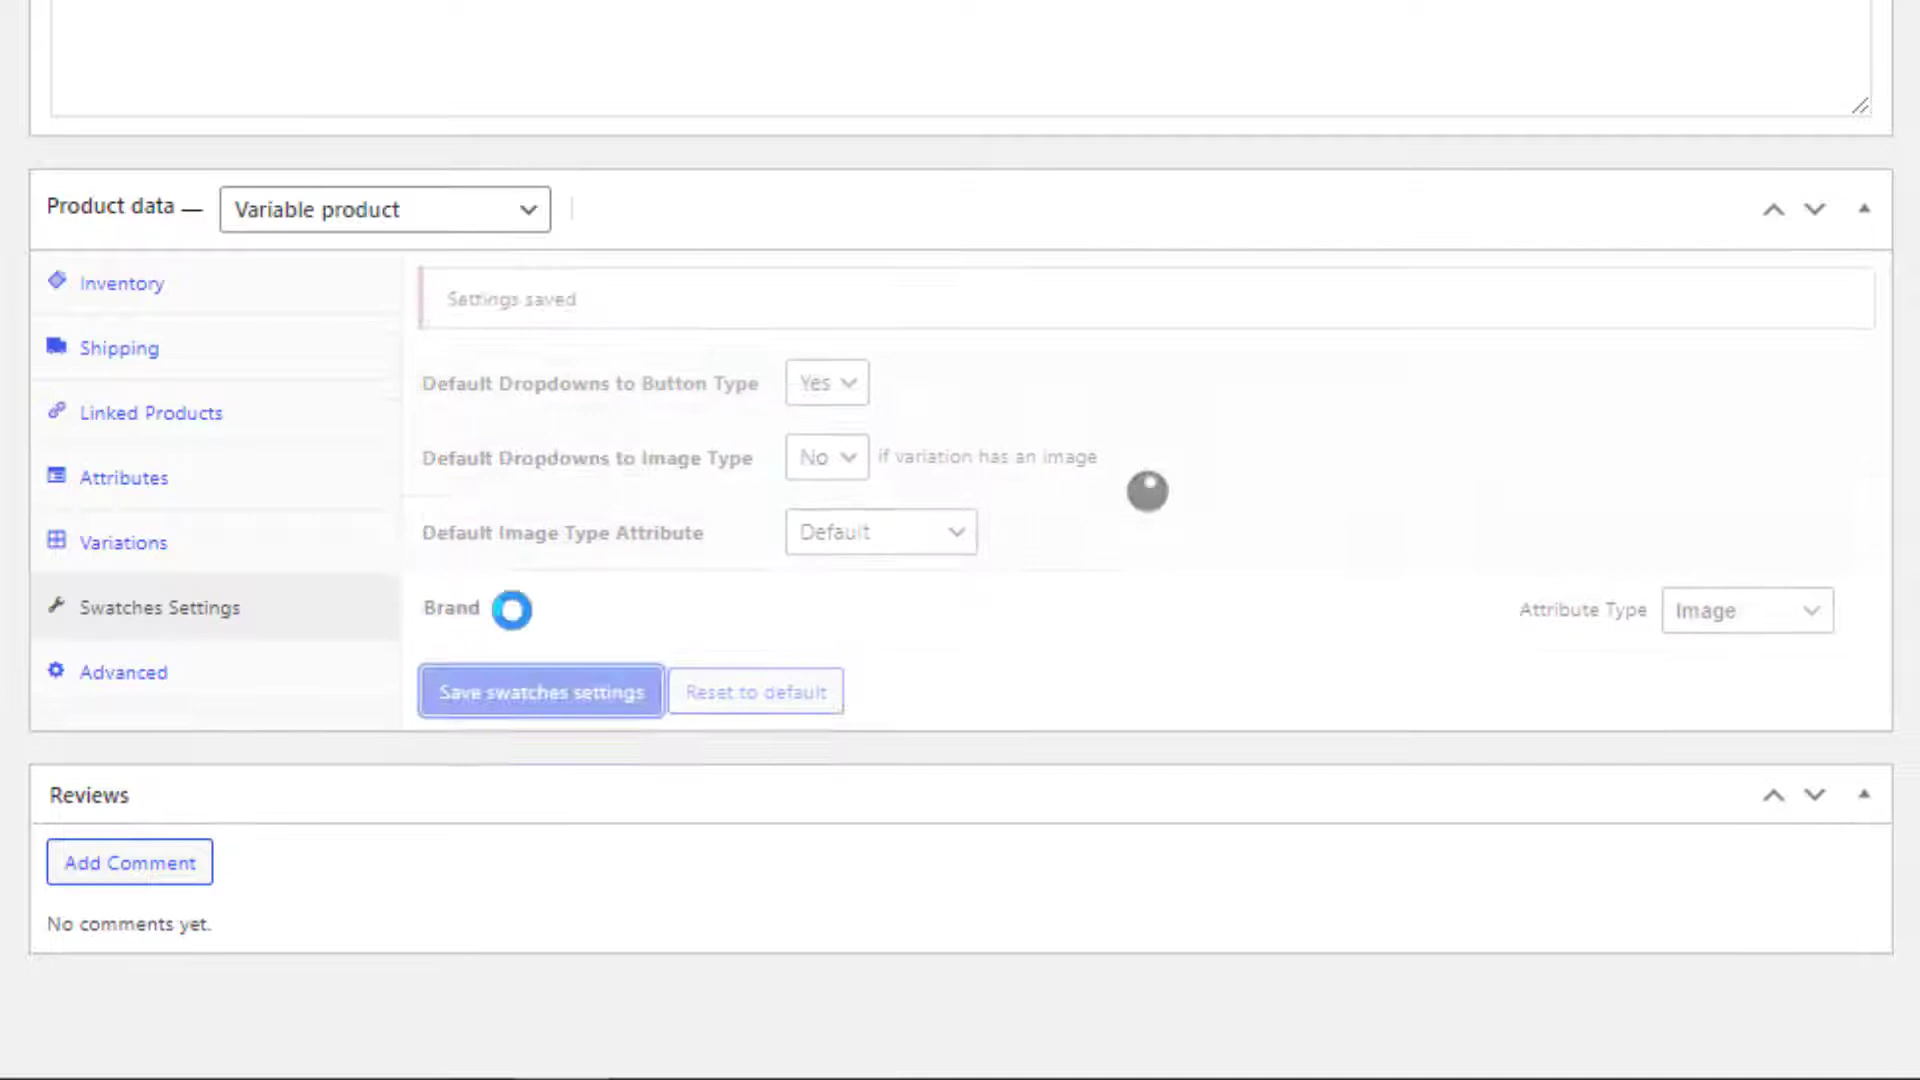 Product data — Variable product
Inventory
Settings saved
Shipping
Default Dropdowns to Button Type Yes
Linked Products
Default Dropdowns to Image Type No if variation has an image
Attributes
Default Image Type Attribute Default
Variations
Swatches Settings
Brand Attribute Type Image
Advanced
Save swatches settings Reset to default
Reviews
Add Comment
No comments yet.